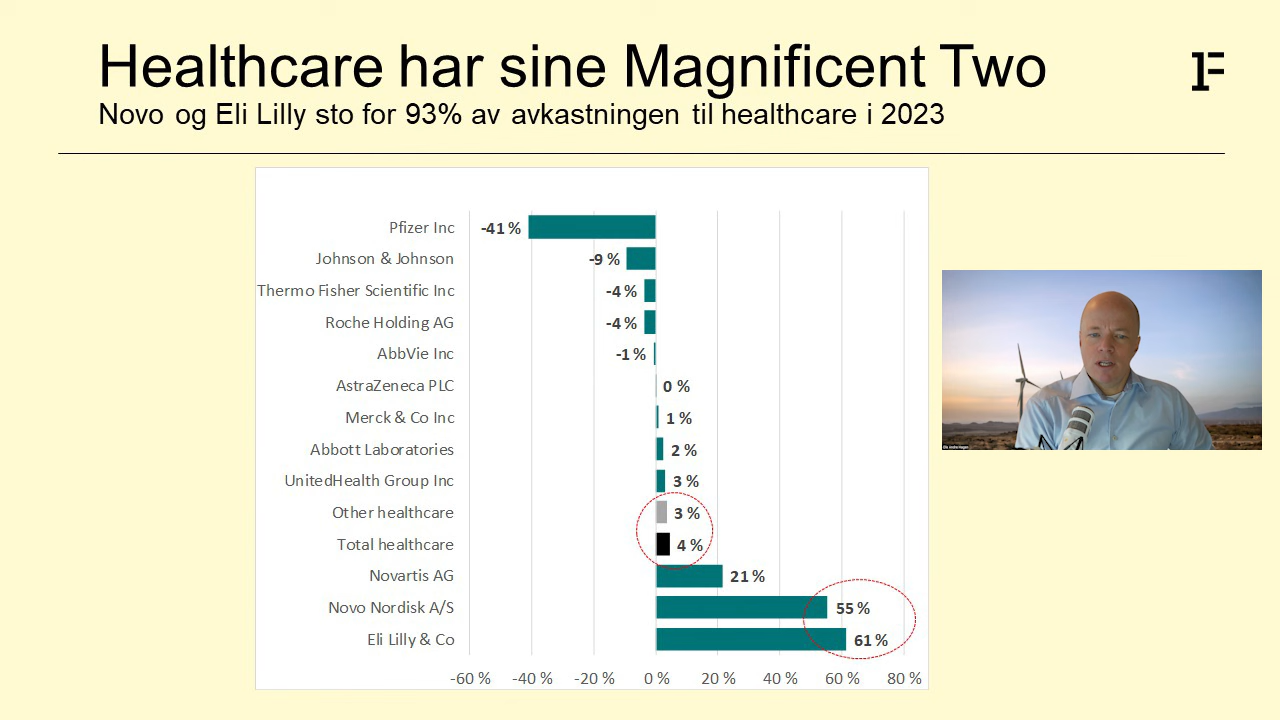 Healthcare har sine Magnificent Two
Novo og Eli Lilly sto for 93% av avkastningen til healthcare i 2023
Pfizer Inc -41 %
Johnson & Johnson -9 %
Thermo Fisher Scientific Inc -4 %
Roche Holding AG -4 %
AbbVie Inc -1 %
AstraZeneca PLC 0 %
Merck & Co Inc 1 %
Abbott Laboratories 2 %
UnitedHealth Group Inc 3 %
Other healthcare 3 %
Total healthcare 4 %
Novartis AG 21 %
Novo Nordisk A/S 55 %
Eli Lilly & Co 61 %
-60 % -40 % -20 % 0 % 20 % 40 % 60 % 80 %